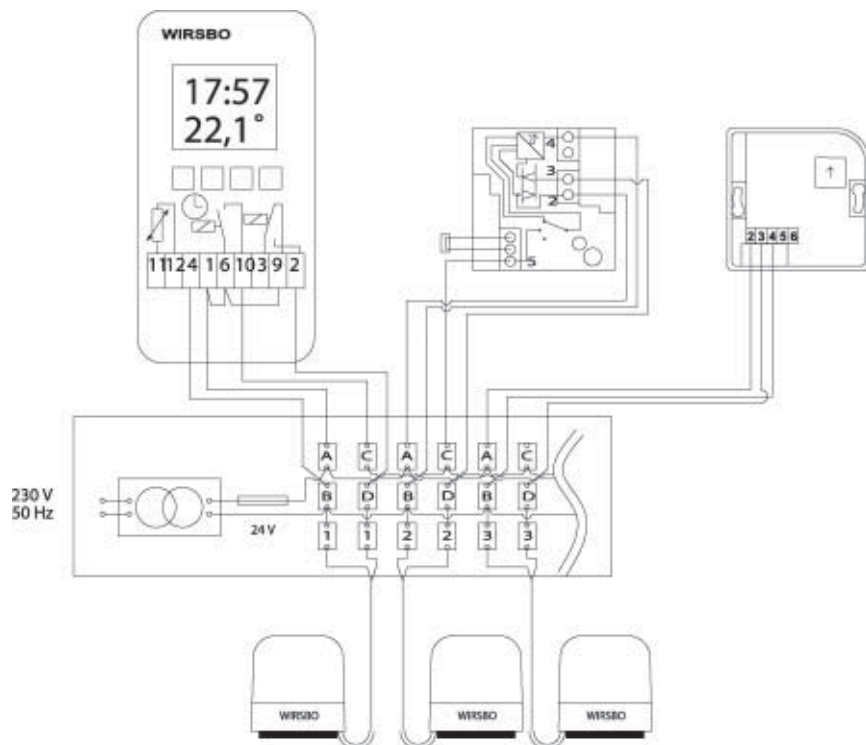 WIRSBO
17:57
22,1°
11 12 4 1 6 10 3 9 2
4
3
2
5
↑
2 3 4 5 6
A C A C A C
230 V
50 Hz
24 V
B D B D B D
1 1 2 2 3 3
WIRSBO WIRSBO WIRSBO